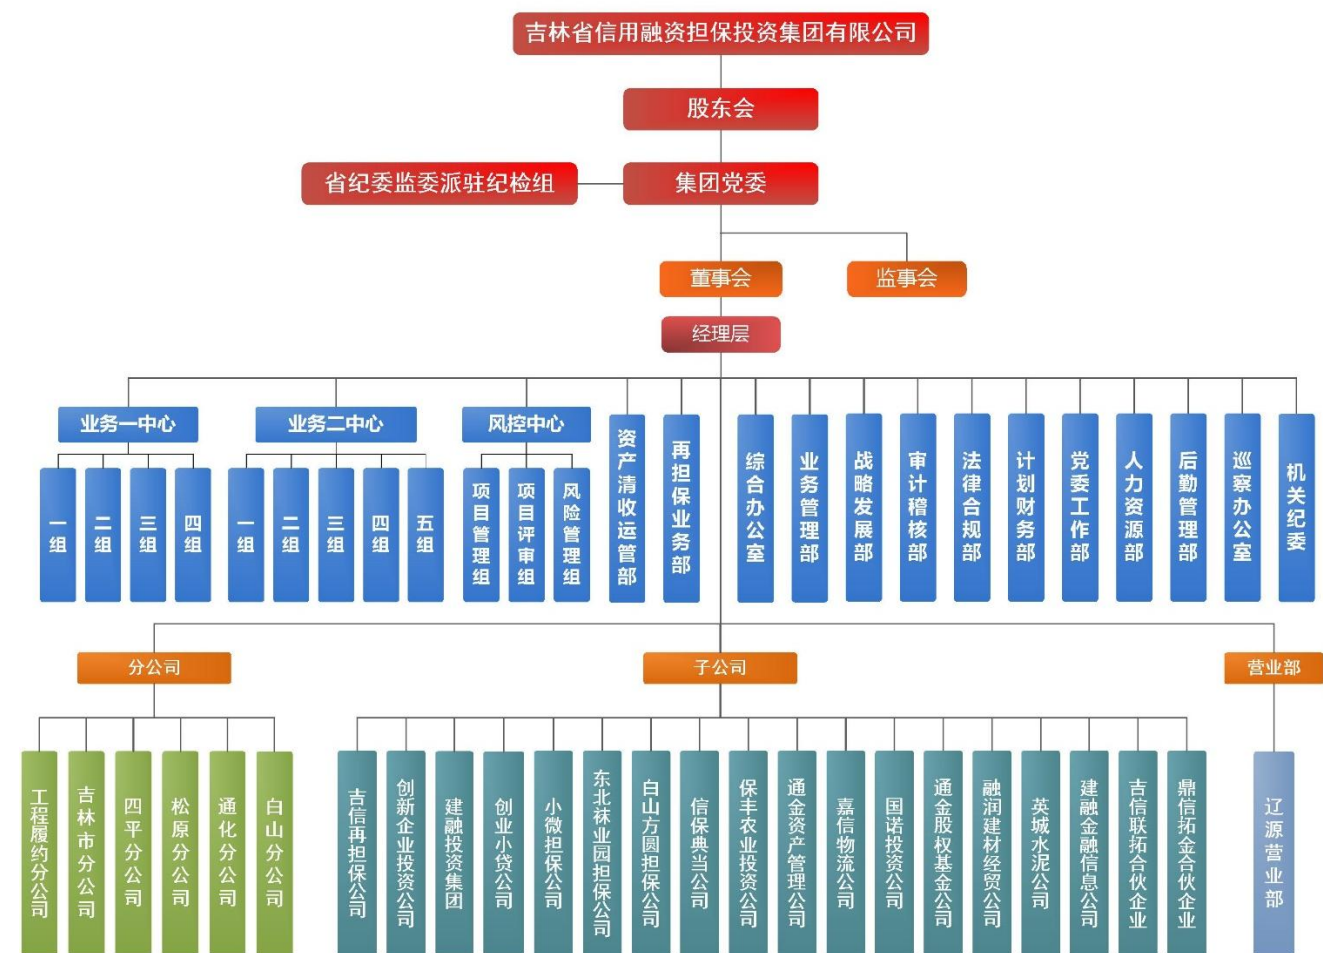 吉林省信用融资担保投资集团有限公司
股东会
省纪委监委派驻纪检组
集团党委
董事会
监事会
经理层
业务一中心
业务二中心
风控中心
资产清收运管部
再担保业务部
综合办公室
业务管理部
战略发展部
审计稽核部
法律合规部
计划财务部
党委工作部
人力资源部
后勤管理部
巡察办公室
机关纪委
一组
二组
三组
四组
一组
二组
三组
四组
五组
项目管理组
项目评审组
风险管理组
分公司
子公司
营业部
工程履约分公司
吉林市分公司
四平分公司
松原分公司
通化分公司
白山分公司
吉信再担保公司
创新企业投资公司
建融投资集团
创业小贷公司
小微担保公司
东北袜业园担保公司
白山方圆担保公司
信保典当公司
保丰农业投资公司
通金资产管理公司
嘉信物流公司
国诺投资公司
通金股权基金公司
融润建材经贸公司
英城水泥公司
建融金融信息公司
吉信联拓合伙企业
鼎信拓金合伙企业
辽源营业部